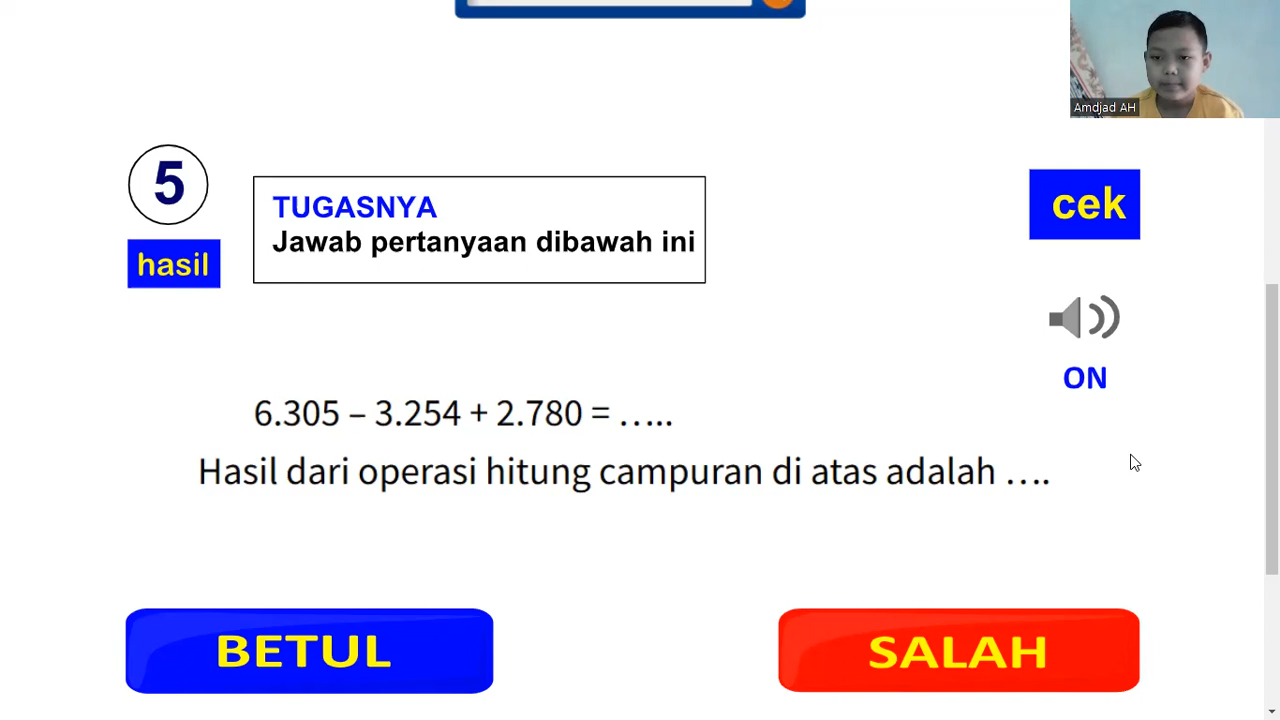 Amdjad AH
5
TUGASNYA
Jawab pertanyaan dibawah ini
hasil
cek
ON
6.305 – 3.254 + 2.780 = …..
Hasil dari operasi hitung campuran di atas adalah ….
BETUL
SALAH